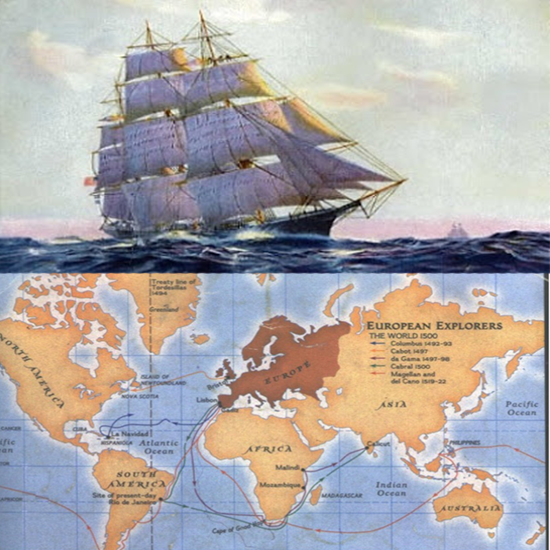 Treaty line of
Tordesillas
1494
Greenland
EUROPEAN EXPLORERS
THE WORLD 1500
Columbus 1492-93
Cabot 1497
da Gama 1497-98
Cabral 1500
Magellan and
del Cano 1519-22
NORTH AMERICA
ISLAND OF
NEWFOUNDLAND
NOVA SCOTIA
EUROPE
Lisbon
ASIA
Pacific
Ocean
CUBA
La Navidad
HISPANIOLA
Atlantic
Ocean
Calicut
PHILIPPINES
AFRICA
SOUTH
AMERICA
Malindi
Mozambique
MADAGASCAR
Indian
Ocean
Site of present-day
Rio de Janeiro
AUSTRALIA
Cape of Good